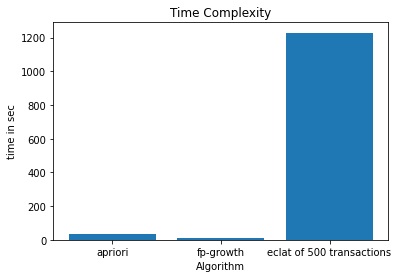 Time Complexity
1200
1000
800
600
400
200
0
time in sec
apriori fp-growth eclat of 500 transactions
Algorithm